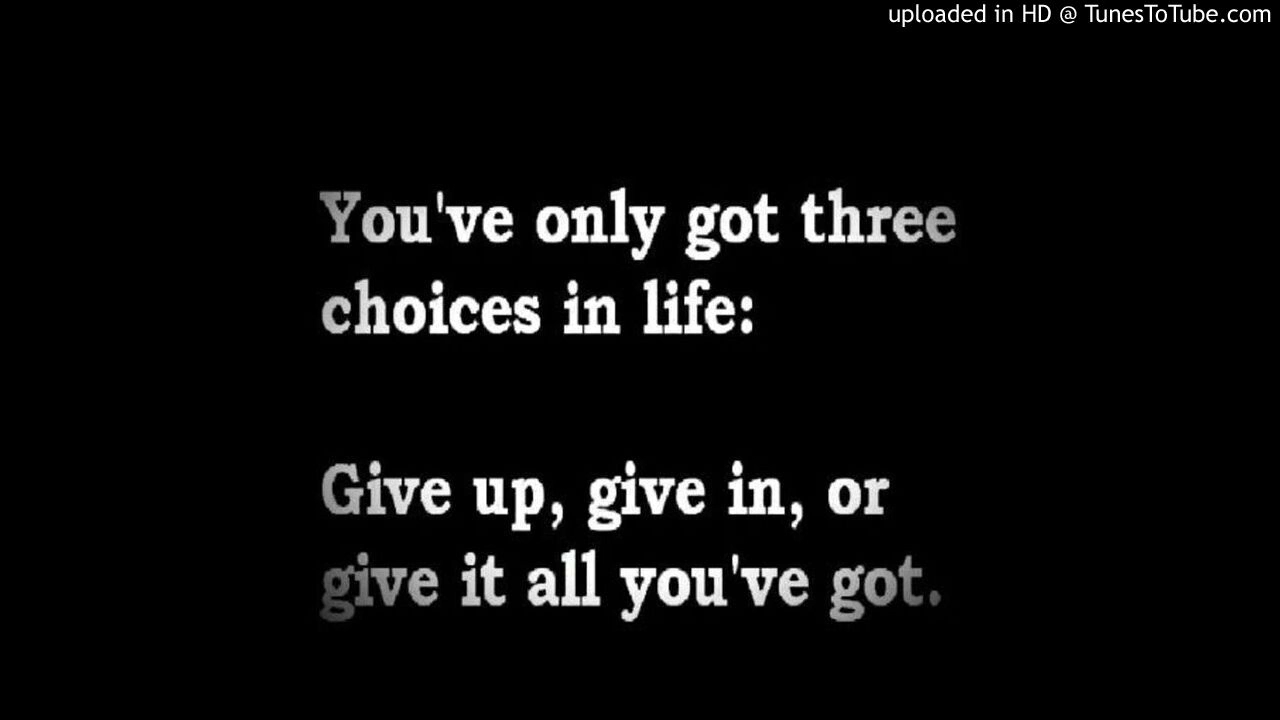 uploaded in HD @ TunesToTube.com
You've only got three
choices in life:
Give up, give in, or
give it all you've got.